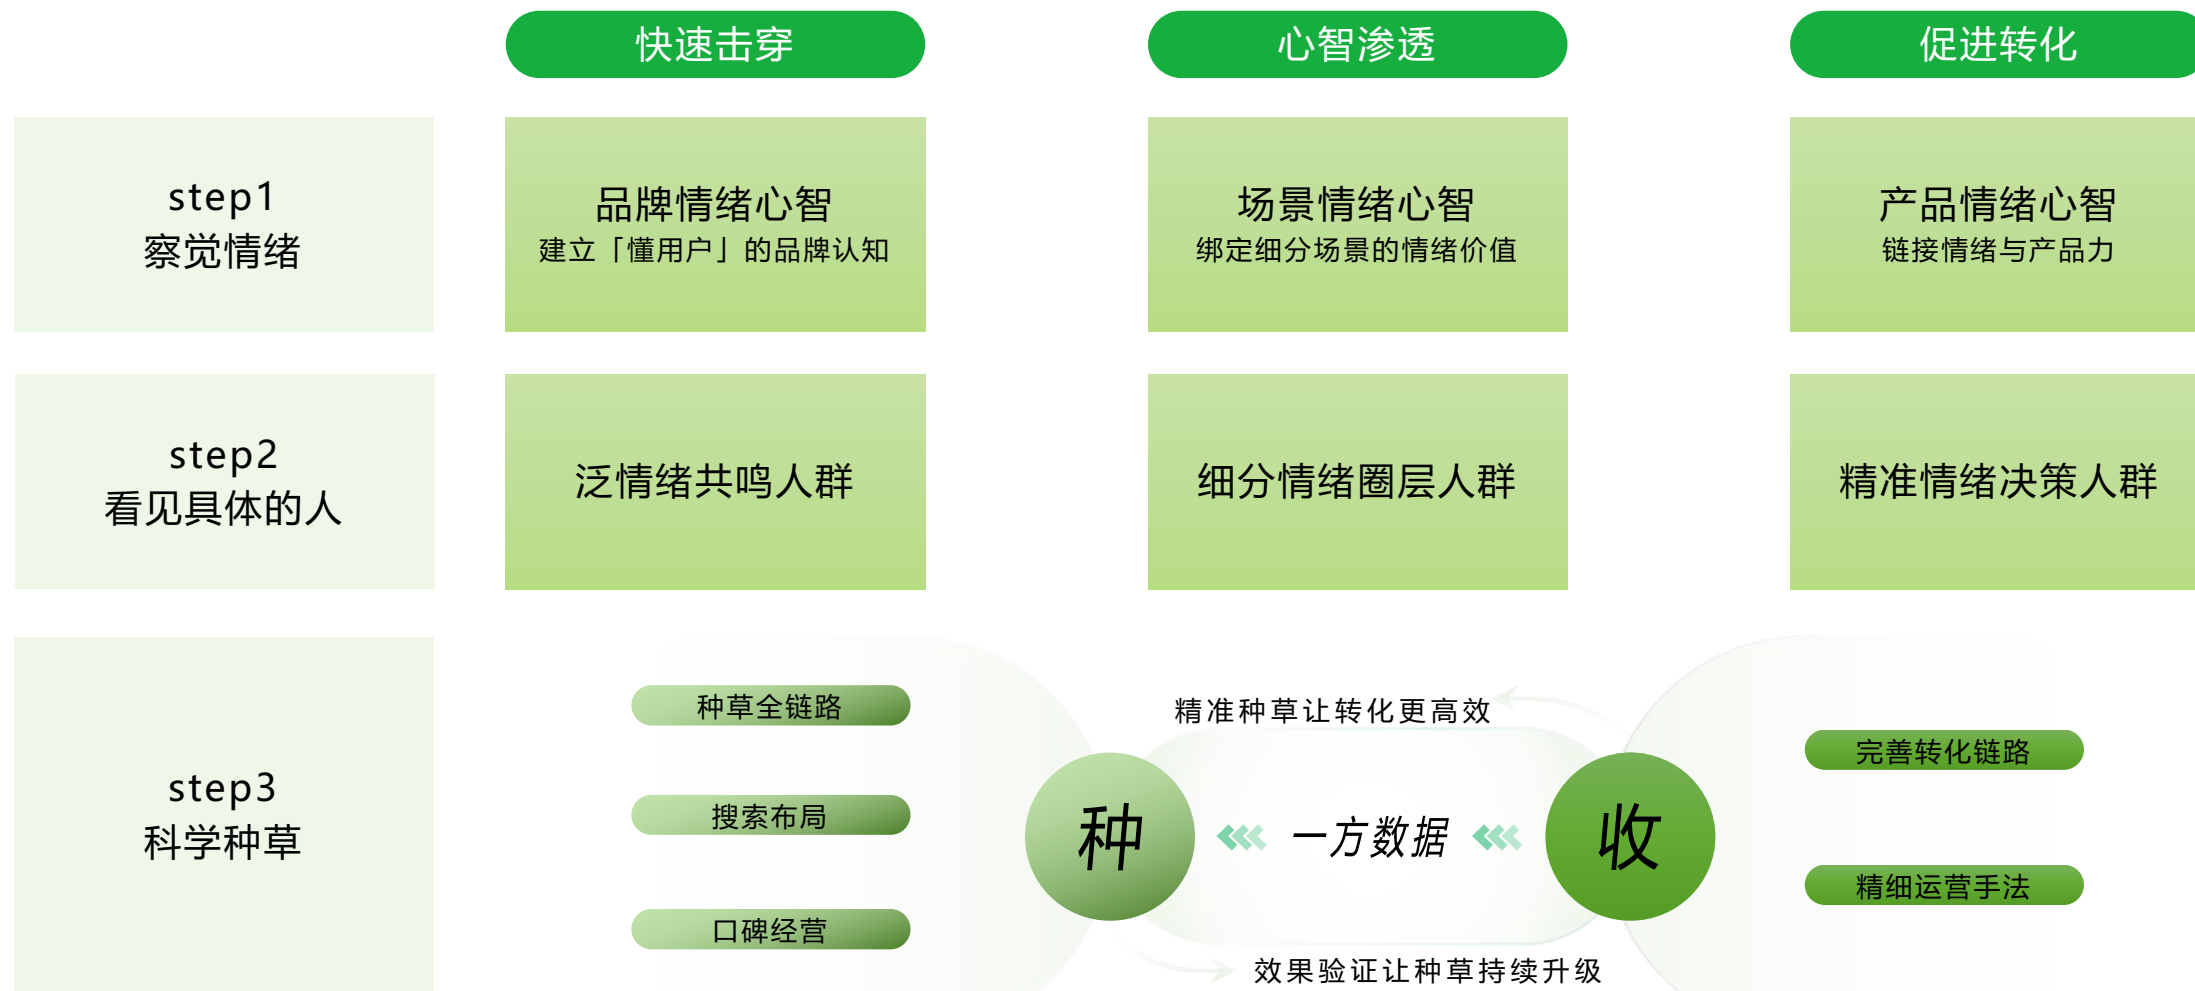 快速击穿
心智渗透
促进转化
step1
察觉情绪
品牌情绪心智
建立「懂用户」的品牌认知
场景情绪心智
绑定细分场景的情绪价值
产品情绪心智
链接情绪与产品力
step2
看见具体的人
泛情绪共鸣人群
细分情绪圈层人群
精准情绪决策人群
step3
科学种草
种草全链路
搜索布局
口碑经营
精准种草让转化更高效
种
一方数据
收
效果验证让种草持续升级
完善转化链路
精细运营手法